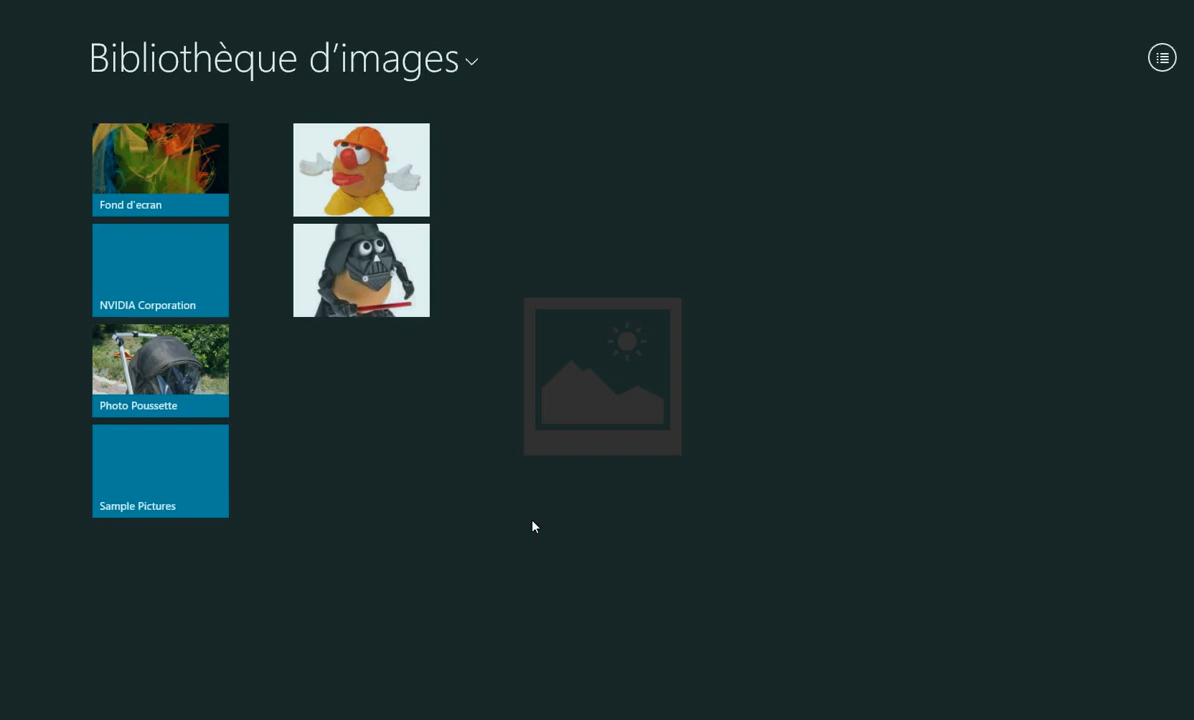 Bibliothèque d’images
Fond d'ecran
NVIDIA Corporation
Photo Poussette
Sample Pictures